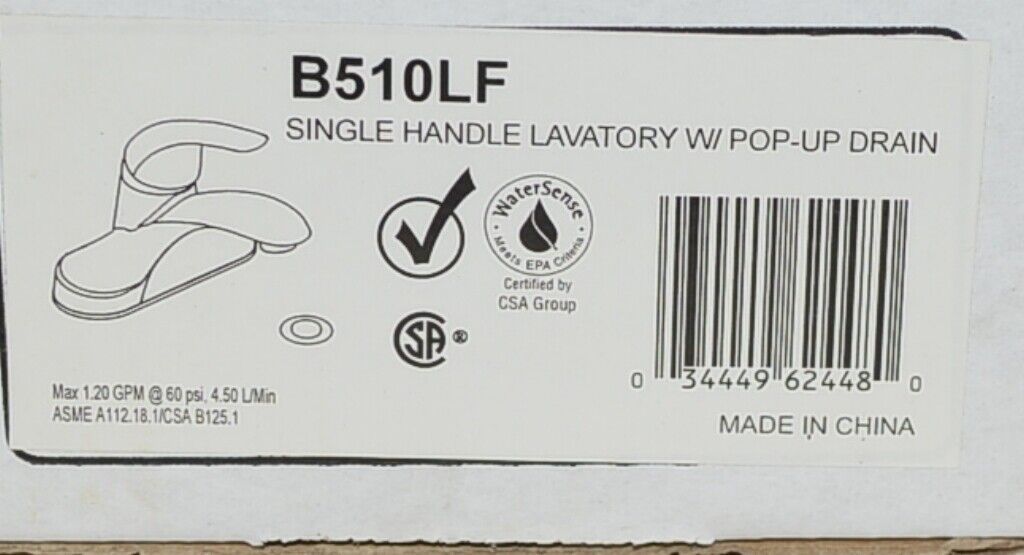 B510LF
SINGLE HANDLE LAVATORY W/ POP-UP DRAIN
WaterSense
Meets EPA Criteria
Certified by
CSA Group
CSA ®
0 34449 62448 0
Max 1.20 GPM @ 60 psi, 4.50 L/Min
ASME A112.18.1/CSA B125.1
MADE IN CHINA